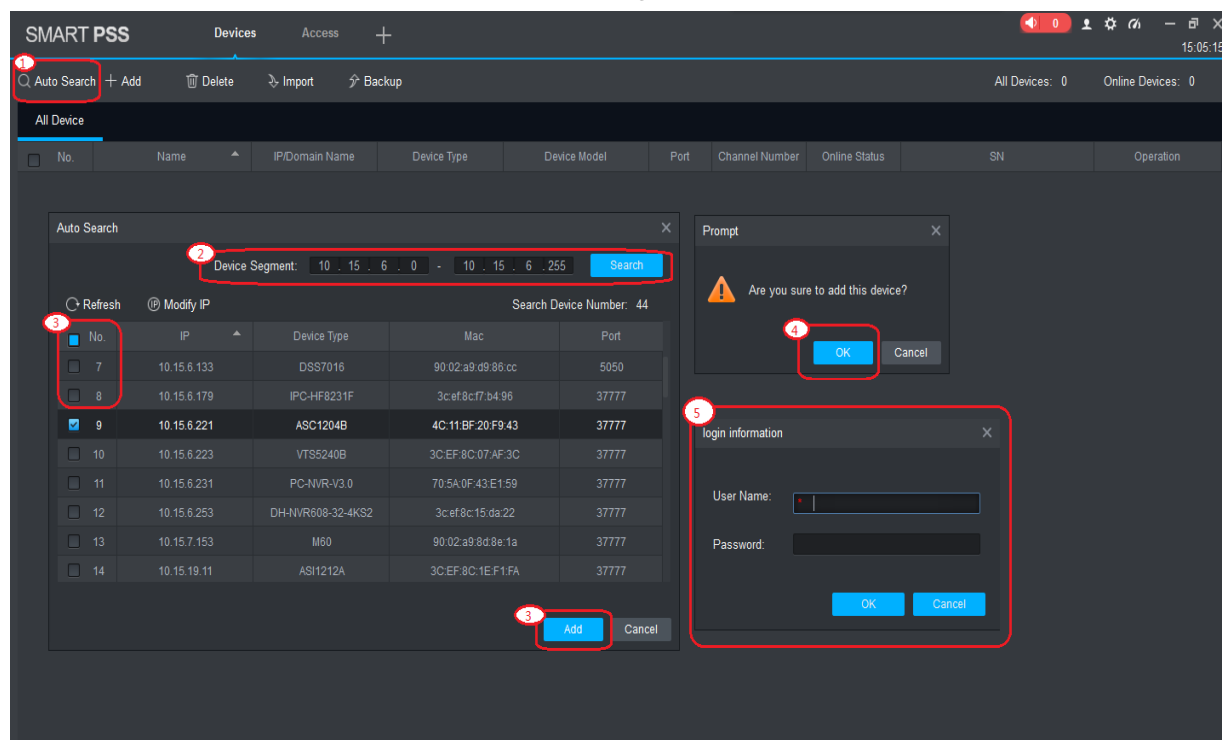 SMART PSS Devices Access + 0
15:05:15
1
Auto Search + Add Delete Import Backup All Devices: 0 Online Devices: 0
All Device
No. Name IP/Domain Name Device Type Device Model Port Channel Number Online Status SN Operation
Auto Search
2
Device Segment: 10 . 15 . 6 . 0 - 10 . 15 . 6 . 255 Search
Refresh IP Modify IP Search Device Number: 44
3
No. IP Device Type Mac Port
7 10.15.6.133 DSS7016 90:02:a9:d9:86:cc 5050
8 10.15.6.179 IPC-HF8231F 3c:ef:8c:f7:b4:96 37777
9 10.15.6.221 ASC1204B 4C:11:BF:20:F9:43 37777
10 10.15.6.223 VTS5240B 3C:EF:8C:07:AF:3C 37777
11 10.15.6.231 PC-NVR-V3.0 70:5A:0F:43:E1:59 37777
12 10.15.6.253 DH-NVR608-32-4KS2 3c:ef:8c:15:da:22 37777
13 10.15.7.153 M60 90:02:a9:8d:8e:1a 37777
14 10.15.19.11 ASI1212A 3C:EF:8C:1E:F1:FA 37777
3
Add Cancel
Prompt
Are you sure to add this device?
4
OK Cancel
5
login information
User Name: *
Password:
OK Cancel